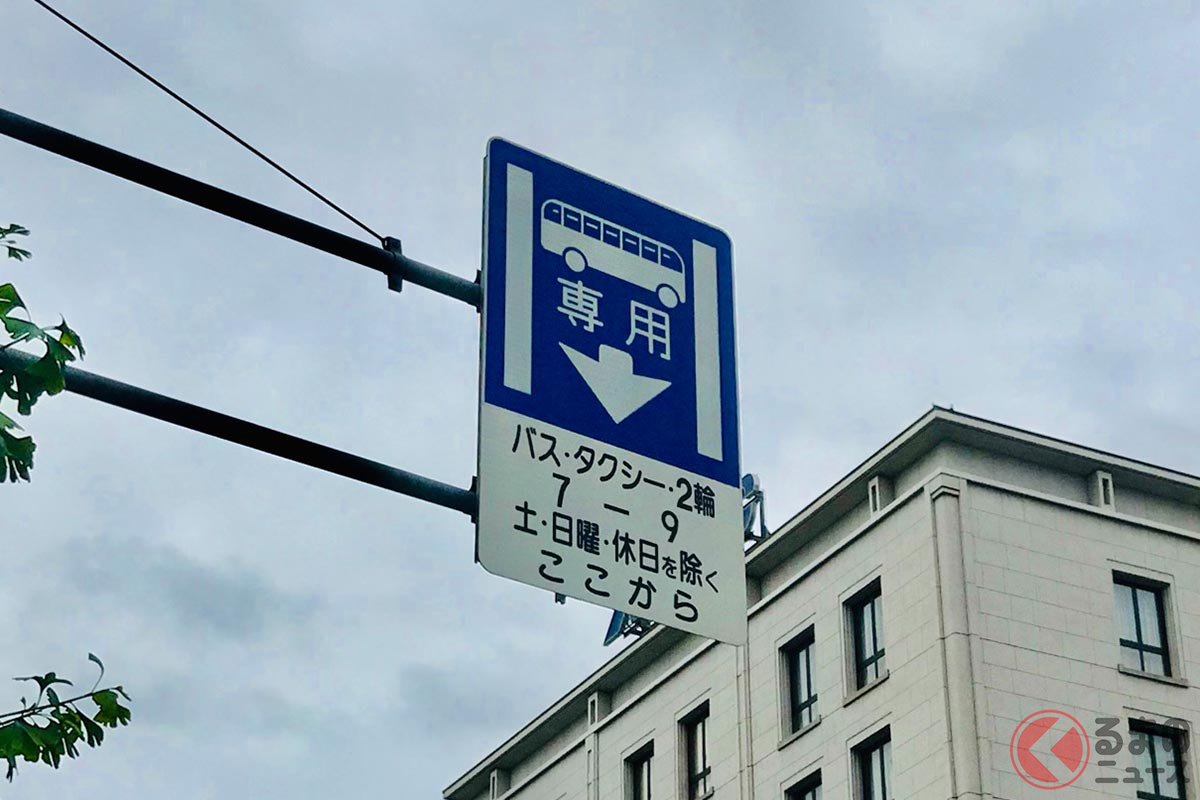 専用
バス・タクシー・2輪
7 — 9
土・日曜・休日を除く
ここから
くるまの
ニュース